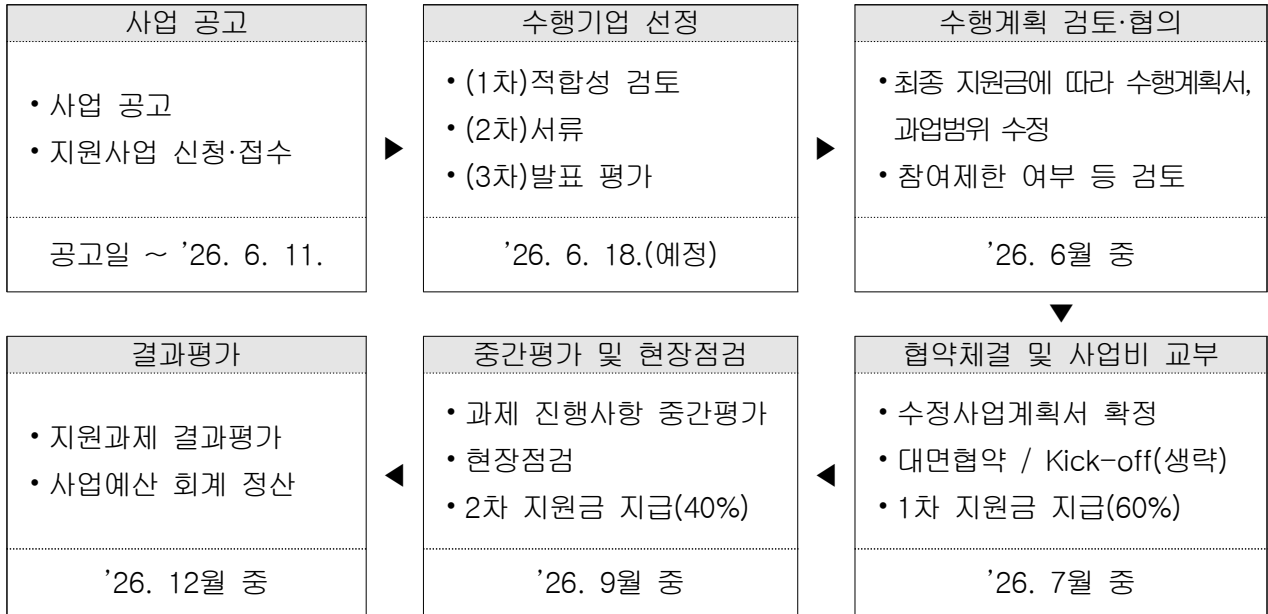 사업 공고
• 사업 공고
• 지원사업 신청·접수
공고일 ~ ’26. 6. 11.
▶
수행기업 선정
• (1차)적합성 검토
• (2차)서류
• (3차)발표 평가
’26. 6. 18.(예정)
▶
수행계획 검토·협의
• 최종 지원금에 따라 수행계획서,
과업범위 수정
• 참여제한 여부 등 검토
’26. 6월 중
▼
협약체결 및 사업비 교부
• 수정사업계획서 확정
• 대면협약 / Kick-off(생략)
• 1차 지원금 지급(60%)
’26. 7월 중
◀
중간평가 및 현장점검
• 과제 진행사항 중간평가
• 현장점검
• 2차 지원금 지급(40%)
’26. 9월 중
◀
결과평가
• 지원과제 결과평가
• 사업예산 회계 정산
’26. 12월 중